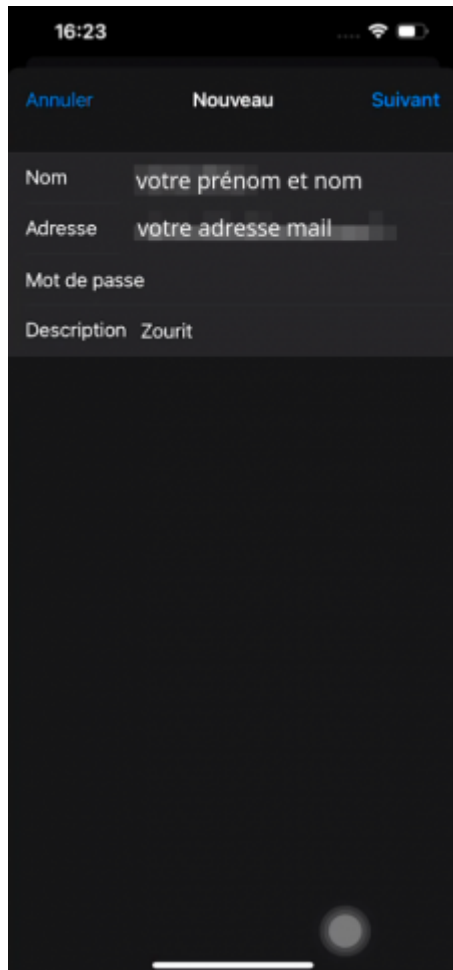 16:23
Annuler Nouveau Suivant
Nom votre prénom et nom
Adresse votre adresse mail
Mot de passe
Description Zourit